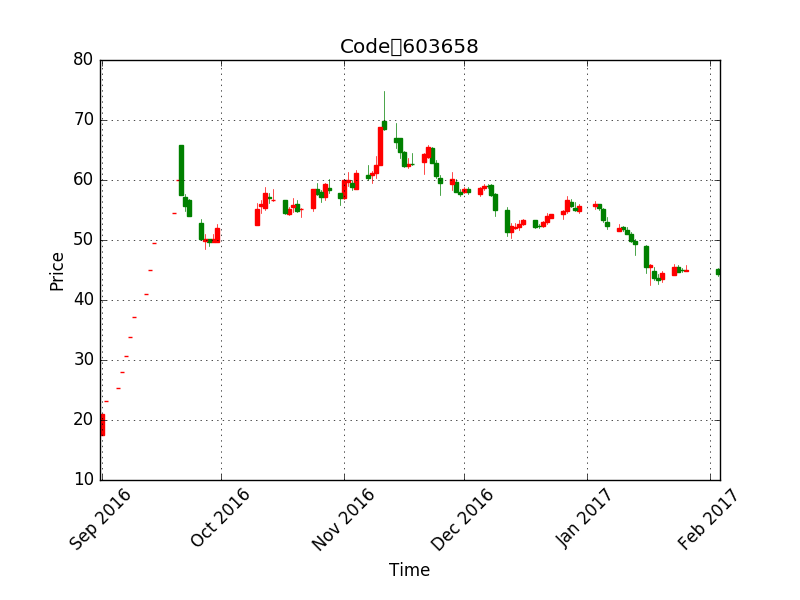 Code▯603658
80
70
60
50
40
30
20
10
Price
Sep 2016
Oct 2016
Nov 2016
Dec 2016
Jan 2017
Feb 2017
Time